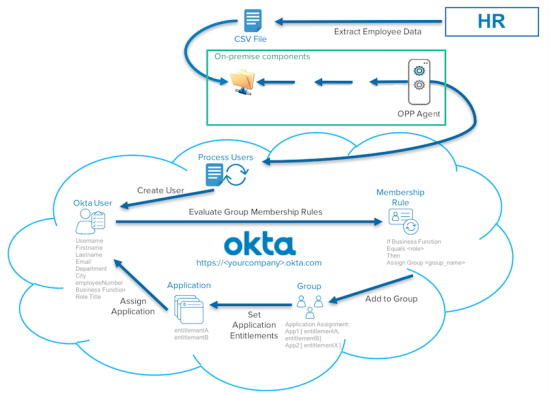 HR
Extract Employee Data
CSV File
On-premise components
OPP Agent
Process Users
Create User
Okta User
Username
Firstname
Lastname
Email
Department
City
employeeNumber
Business Function
Role Title
Evaluate Group Membership Rules
Membership
Rule
If Business Function
Equals <role>
Then
Assign Group <group_name>
okta
https://<yourcompany>.okta.com
Assign
Application
Application
entitlementA
entitlementB
Set
Application
Entitlements
Group
Application Assignment:
App1 [ entitlementA,
entitlementB]
App2 [ entitlementX ]
Add to Group